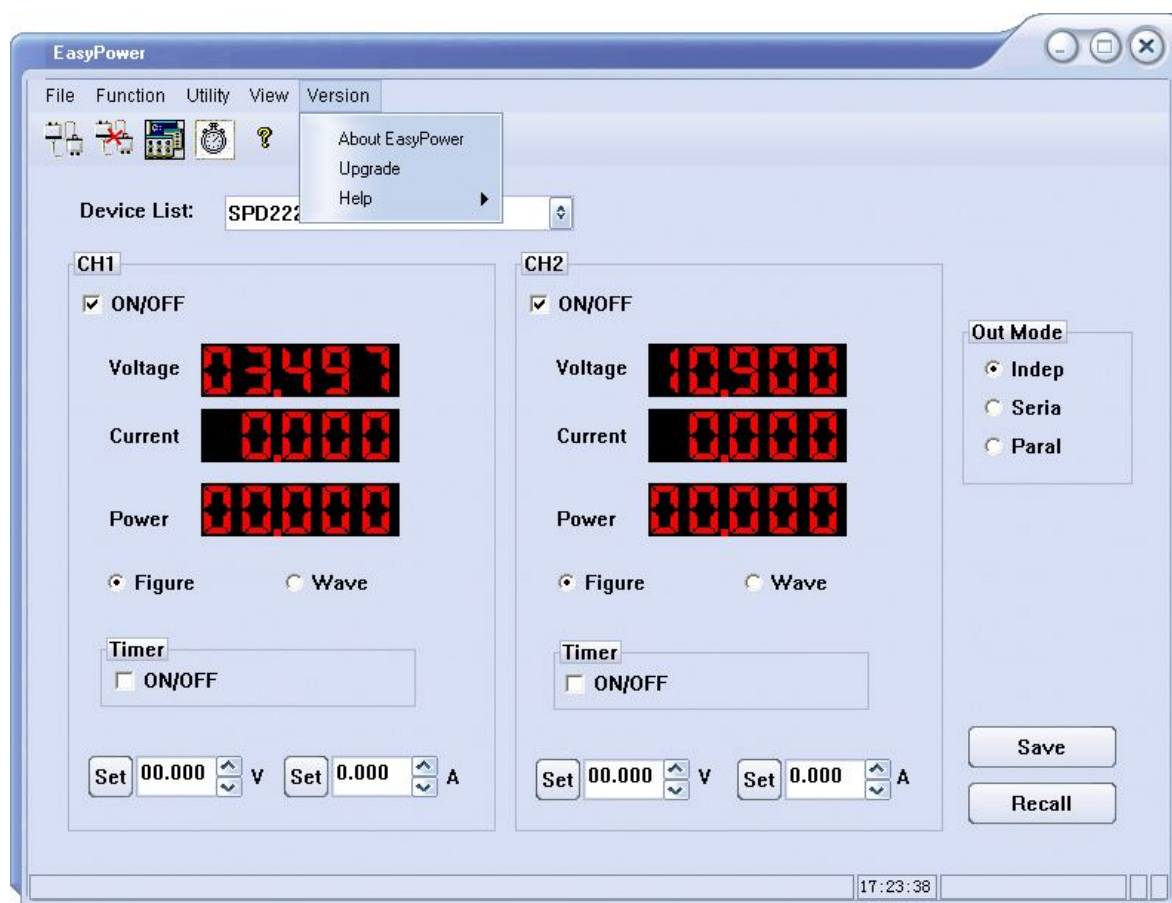 EasyPower
File Function Utility View Version
About EasyPower
Upgrade
Help
Device List: SPD222
CH1
ON/OFF
Voltage 03.497
Current 0.000
Power 00.000
Figure Wave
Timer
ON/OFF
Set 00.000 V Set 0.000 A
CH2
ON/OFF
Voltage 10.900
Current 0.000
Power 00.000
Figure Wave
Timer
ON/OFF
Set 00.000 V Set 0.000 A
Out Mode
Indep
Seria
Paral
Save
Recall
17:23:38